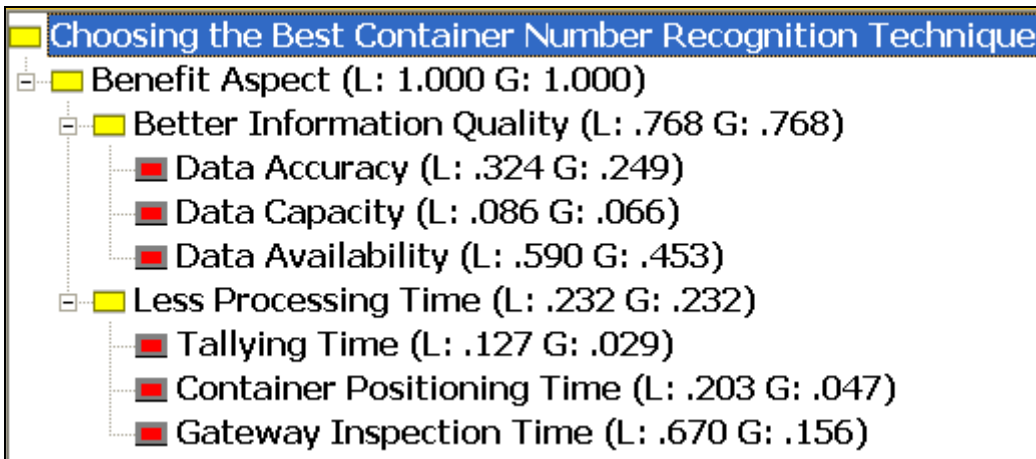 Choosing the Best Container Number Recognition Technique
Benefit Aspect (L: 1.000 G: 1.000)
Better Information Quality (L: .768 G: .768)
Data Accuracy (L: .324 G: .249)
Data Capacity (L: .086 G: .066)
Data Availability (L: .590 G: .453)
Less Processing Time (L: .232 G: .232)
Tallying Time (L: .127 G: .029)
Container Positioning Time (L: .203 G: .047)
Gateway Inspection Time (L: .670 G: .156)